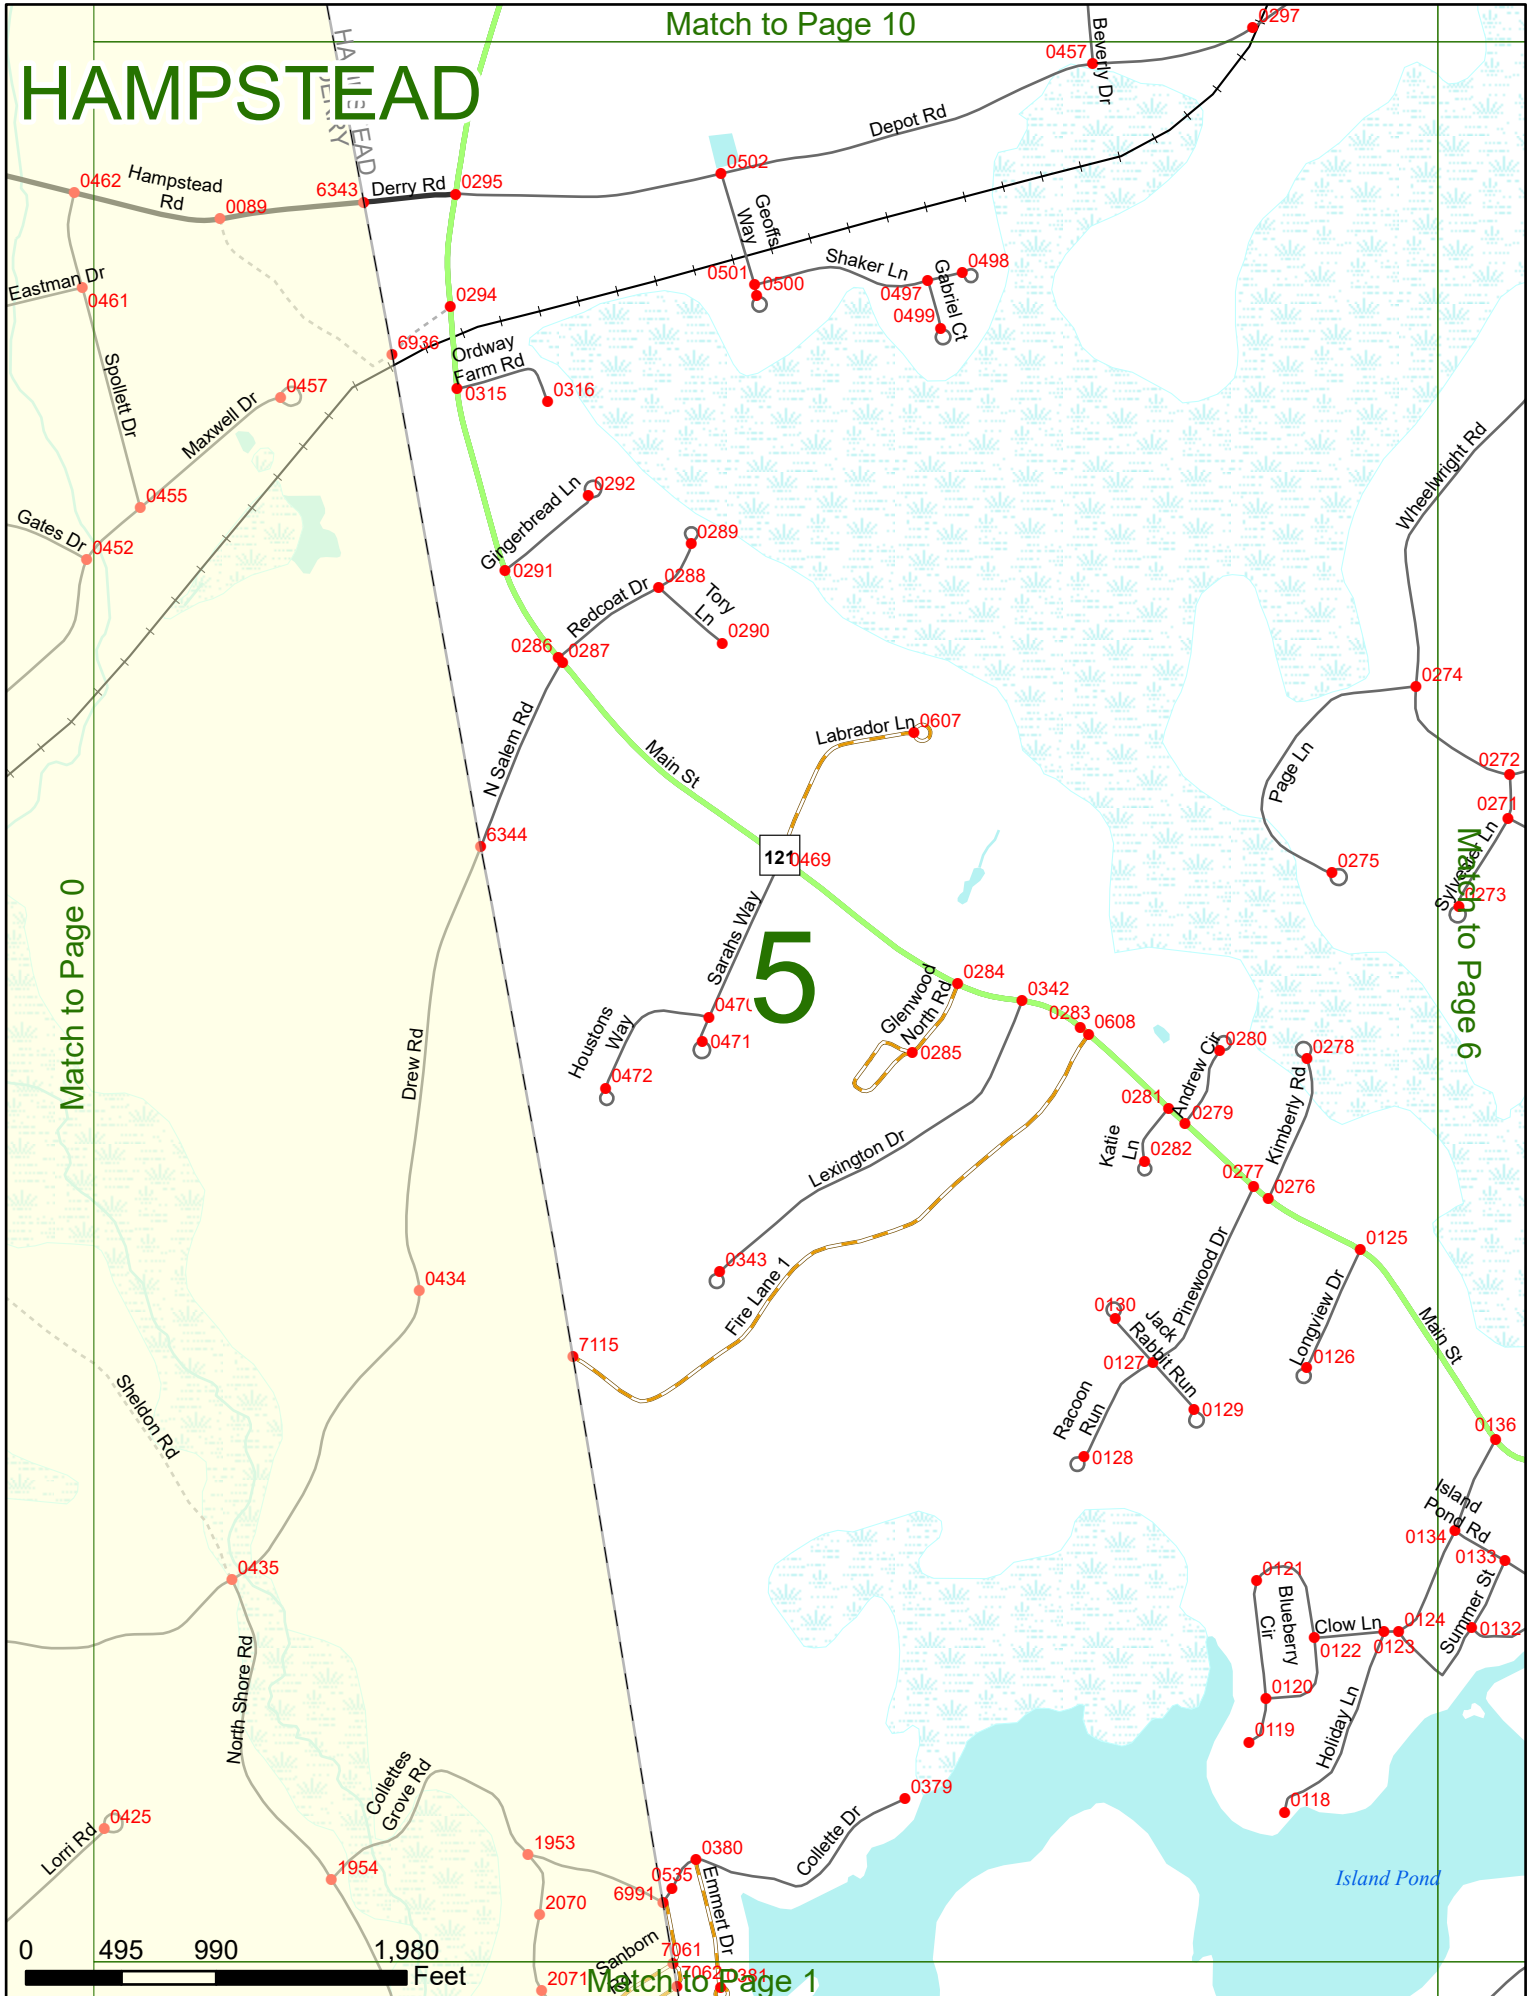 Match to Page 10
0297
Beverly Dr
0457
HAMPSTEAD
HAMPSTEAD
DERRY
Depot Rd
0502
0462
Hampstead
Rd
0089
6343
Derry Rd
0295
Geoffs
Way
Shaker Ln
0501
0500
0497
Gabriel Ct
0498
0499
Eastman Dr
0461
0294
6936
Ordway
Farm Rd
0315
0316
Spollett Dr
Maxwell Dr
0457
0455
Gates Dr
0452
Wheelwright Rd
Gingerbread Ln
0292
0291
0289
0288
Redcoat Dr
Tory
Ln
0290
0286
0287
0274
N Salem Rd
Main St
Labrador Ln
0607
Page Ln
0272
0271
6344
121
0469
0275
Sylvester Ln
0273
Match to Page 0
Match to Page 6
Sarahs Way
5
Glenwood
North Rd
0284
0342
0283
0608
0470
0471
Houstons
Way
0472
0285
Drew Rd
Andrew Cir
0280
0278
0281
0279
Kimberly Rd
Katie
Ln
0282
Lexington Dr
0277
0276
0343
Fire Lane 1
0125
Pinewood Dr
Longview Dr
0434
7115
0130
Jack
Rabbit Run
0127
0126
Main St
0129
Racoon
Run
0128
Sheldon Rd
0136
Island
Pond Rd
0134
0133
0435
0121
Blueberry
Cir
Clow Ln
0122
0124
0123
Summer St
0132
North Shore Rd
0120
0119
Holiday Ln
0118
Collettes
Grove Rd
0379
Collette Dr
0425
Lorri Rd
1953
1954
0380
0535
6991
Emmert Dr
Island Pond
2070
Sanborn
Rd
7061
7062
0381
2071
0 495 990 1,980
Feet
Match to Page 1